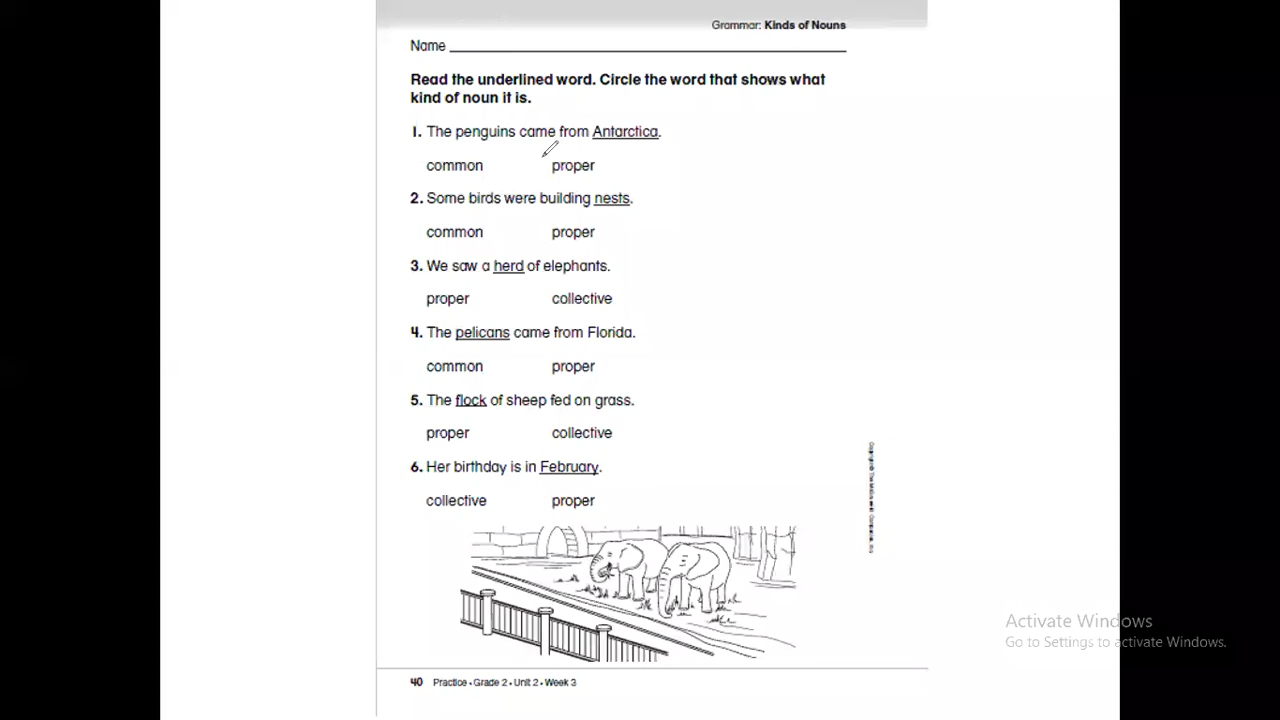 Grammar: Kinds of Nouns
Name
Read the underlined word. Circle the word that shows what
kind of noun it is.
1. The penguins came from Antarctica.
common proper
2. Some birds were building nests.
common proper
3. We saw a herd of elephants.
proper collective
4. The pelicans came from Florida.
common proper
5. The flock of sheep fed on grass.
proper collective
6. Her birthday is in February.
collective proper
40 Practice • Grade 2 • Unit 2 • Week 3
Activate Windows
Go to Settings to activate Windows.